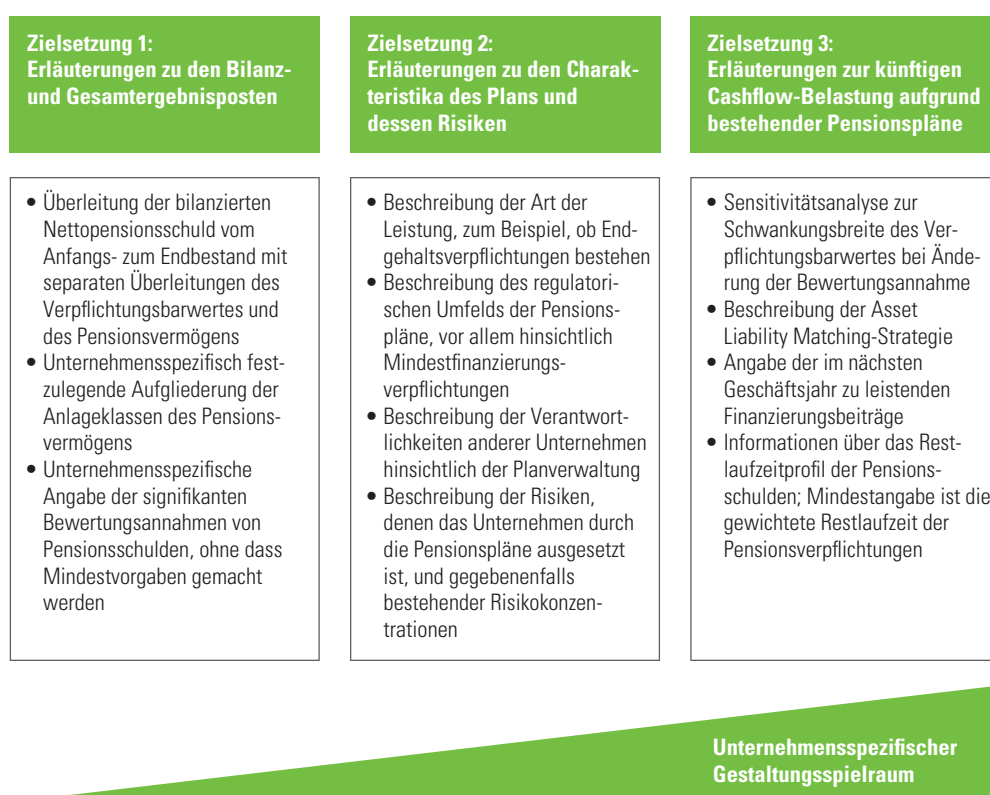 Zielsetzung 1:
Erläuterungen zu den Bilanz-
und Gesamtergebnisposten
• Überleitung der bilanzierten
Nettopensionsschuld vom
Anfangs- zum Endbestand mit
separaten Überleitungen des
Verpflichtungsbarwertes und
des Pensionsvermögens
• Unternehmensspezifisch fest-
zulegende Aufgliederung der
Anlageklassen des Pensions-
vermögens
• Unternehmensspezifische
Angabe der signifikanten
Bewertungsannahmen von
Pensionsschulden, ohne dass
Mindestvorgaben gemacht
werden
Zielsetzung 2:
Erläuterungen zu den Charak-
teristika des Plans und
dessen Risiken
• Beschreibung der Art der
Leistung, zum Beispiel, ob End-
gehaltsverpflichtungen bestehen
• Beschreibung des regulatori-
schen Umfelds der Pensions-
pläne, vor allem hinsichtlich
Mindestfinanzierungs-
verpflichtungen
• Beschreibung der Verantwort-
lichkeiten anderer Unternehmen
hinsichtlich der Planverwaltung
• Beschreibung der Risiken,
denen das Unternehmen durch
die Pensionspläne ausgesetzt
ist, und gegebenenfalls
bestehender Risikokonzen-
trationen
Zielsetzung 3:
Erläuterungen zur künftigen
Cashflow-Belastung aufgrund
bestehender Pensionspläne
• Sensitivitätsanalyse zur
Schwankungsbreite des Ver-
pflichtungsbarwertes bei Ände-
rung der Bewertungsannahme
• Beschreibung der Asset
Liability Matching-Strategie
• Angabe der im nächsten
Geschäftsjahr zu leistenden
Finanzierungsbeiträge
• Informationen über das Rest-
laufzeitprofil der Pensions-
schulden; Mindestangabe ist die
gewichtete Restlaufzeit der
Pensionsverpflichtungen
Unternehmensspezifischer
Gestaltungsspielraum